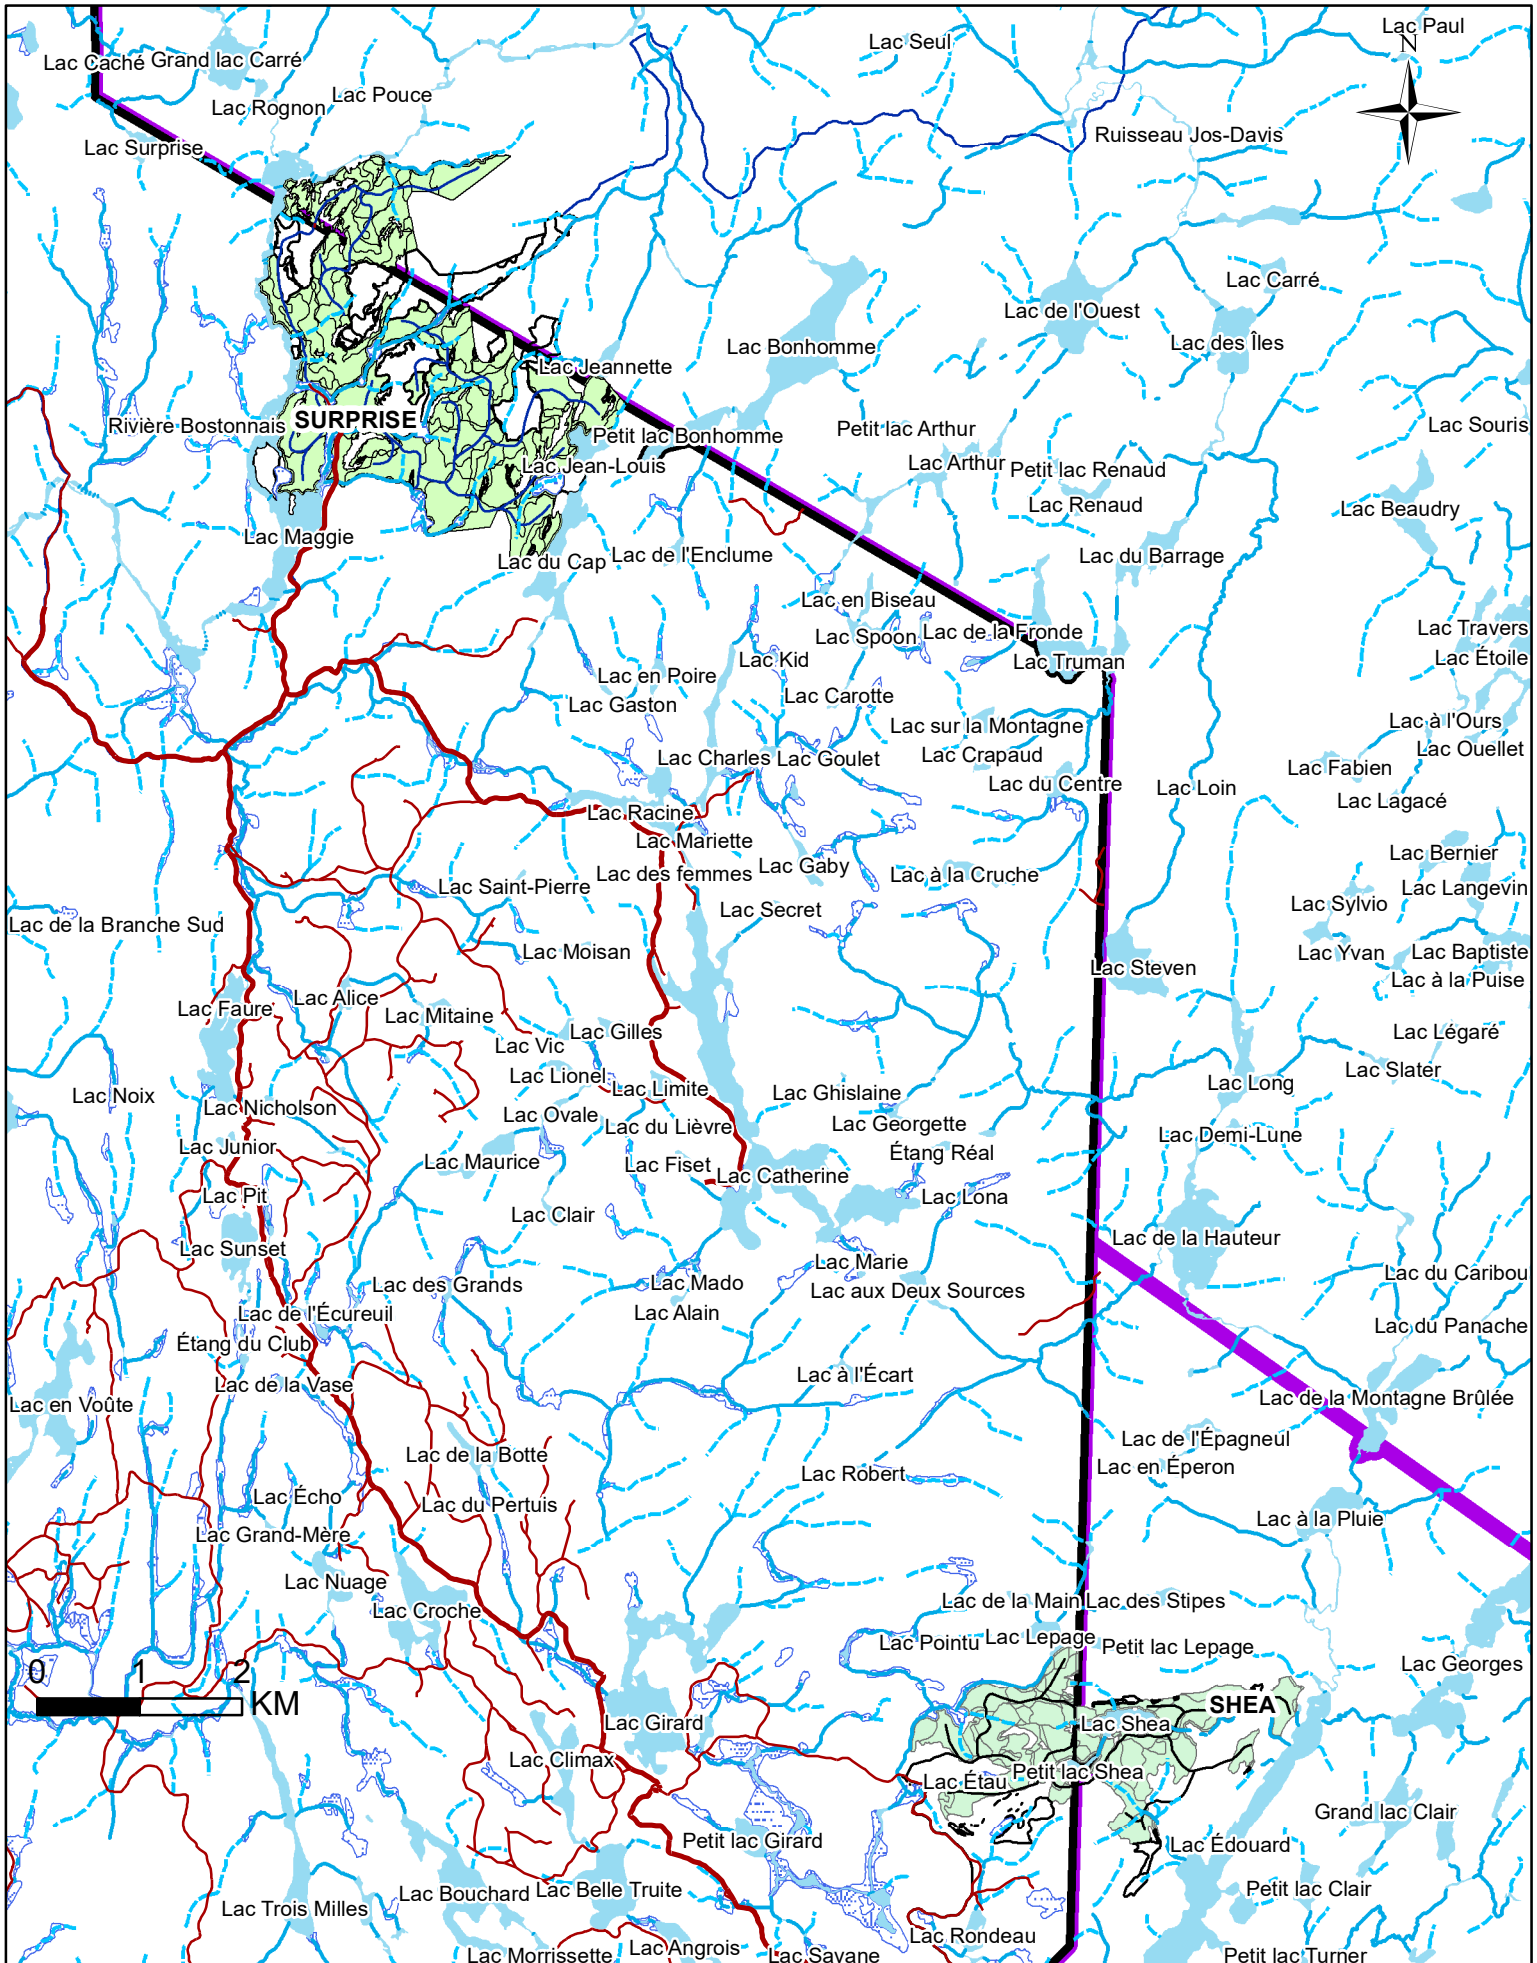 Lac Paul
N
Lac Seul
Lac Caché
Grand lac Carré
Lac Pouce
Lac Rognon
Ruisseau Jos-Davis
Lac Surprise
Lac Carré
Lac de l'Ouest
Lac des Îles
Lac Bonhomme
Lac Jeannette
SURPRISE
Rivière Bostonnais
Lac Souris
Petit lac Arthur
Petit lac Bonhomme
Lac Arthur
Petit lac Renaud
Lac Jean-Louis
Lac Renaud
Lac Beaudry
Lac Maggie
Lac du Cap
Lac de l'Enclume
Lac du Barrage
Lac en Biseau
Lac Spoon
Lac de la Fronde
Lac Travers
Lac Kid
Lac Truman
Lac Étoile
Lac en Poire
Lac Carotte
Lac Gaston
Lac sur la Montagne
Lac à l'Ours
Lac Crapaud
Lac Ouellet
Lac Charles
Lac Goulet
Lac Fabien
Lac du Centre
Lac Loin
Lac Lagacé
Lac Racine
Lac Mariette
Lac Bernier
Lac des femmes
Lac Gaby
Lac à la Cruche
Lac Saint-Pierre
Lac Langevin
Lac Secret
Lac Sylvio
Lac de la Branche Sud
Lac Moisan
Lac Yvan
Lac Baptiste
Lac Steven
Lac à la Puise
Lac Alice
Lac Faure
Lac Mitaine
Lac Gilles
Lac Légaré
Lac Vic
Lac Slater
Lac Lionel
Lac Limite
Lac Long
Lac Noix
Lac Ghislaine
Lac Nicholson
Lac Ovale
Lac du Lièvre
Lac Georgette
Lac Demi-Lune
Lac Junior
Étang Réal
Lac Maurice
Lac Fiset
Lac Catherine
Lac Pit
Lac Lona
Lac Clair
Lac de la Hauteur
Lac Sunset
Lac Marie
Lac du Caribou
Lac des Grands
Lac Mado
Lac aux Deux Sources
Lac de l'Écureuil
Lac Alain
Lac du Panache
Étang du Club
Lac à l'Écart
Lac de la Vase
Lac de la Montagne Brûlée
Lac en Voûte
Lac de l'Épagneul
Lac de la Botte
Lac en Éperon
Lac Robert
Lac Écho
Lac du Pertuis
Lac à la Pluie
Lac Grand-Mère
Lac Nuage
Lac de la Main
Lac des Stipes
Lac Croche
Lac Pointu
Lac Lepage
Petit lac Lepage
Lac Georges
0 1 2
KM
SHEA
Lac Girard
Lac Shea
Lac Climax
Petit lac Shea
Lac Étau
Grand lac Clair
Petit lac Girard
Lac Édouard
Lac Bouchard
Lac Belle Truite
Petit lac Clair
Lac Trois Milles
Lac Rondeau
Lac Morrissette
Lac Angrois
Lac Savane
Petit lac Turner